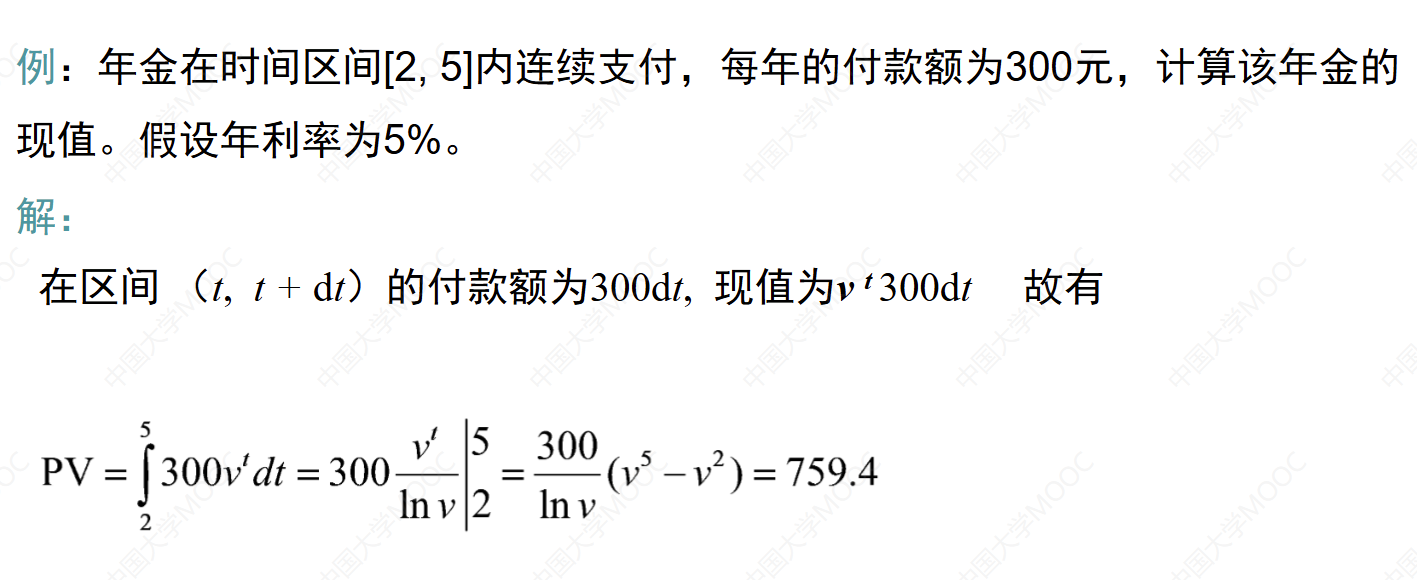 例：年金在时间区间[2, 5]内连续支付，每年的付款额为300元，计算该年金的
现值。假设年利率为5%。
解：
在区间 （t, t + dt）的付款额为300dt, 现值为v^t 300dt 故有
PV = ∫_2^5 300v^t dt = 300 v^t/ln v |_2^5 = 300/ln v (v^5 − v^2) = 759.4
中国大学MOOC